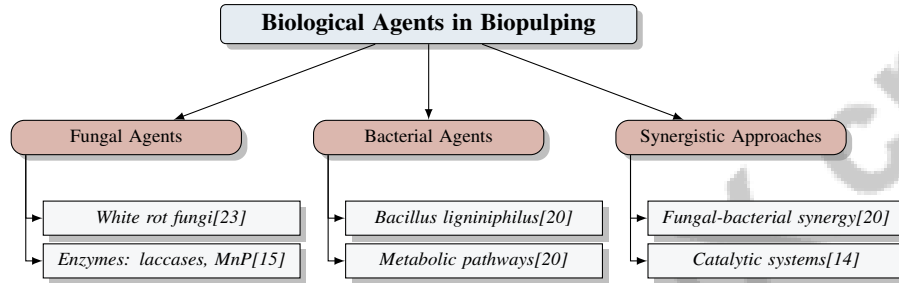 Biological Agents in Biopulping
Fungal Agents
Bacterial Agents
Synergistic Approaches
White rot fungi[23]
Bacillus ligniniphilus[20]
Fungal-bacterial synergy[20]
Enzymes: laccases, MnP[15]
Metabolic pathways[20]
Catalytic systems[14]